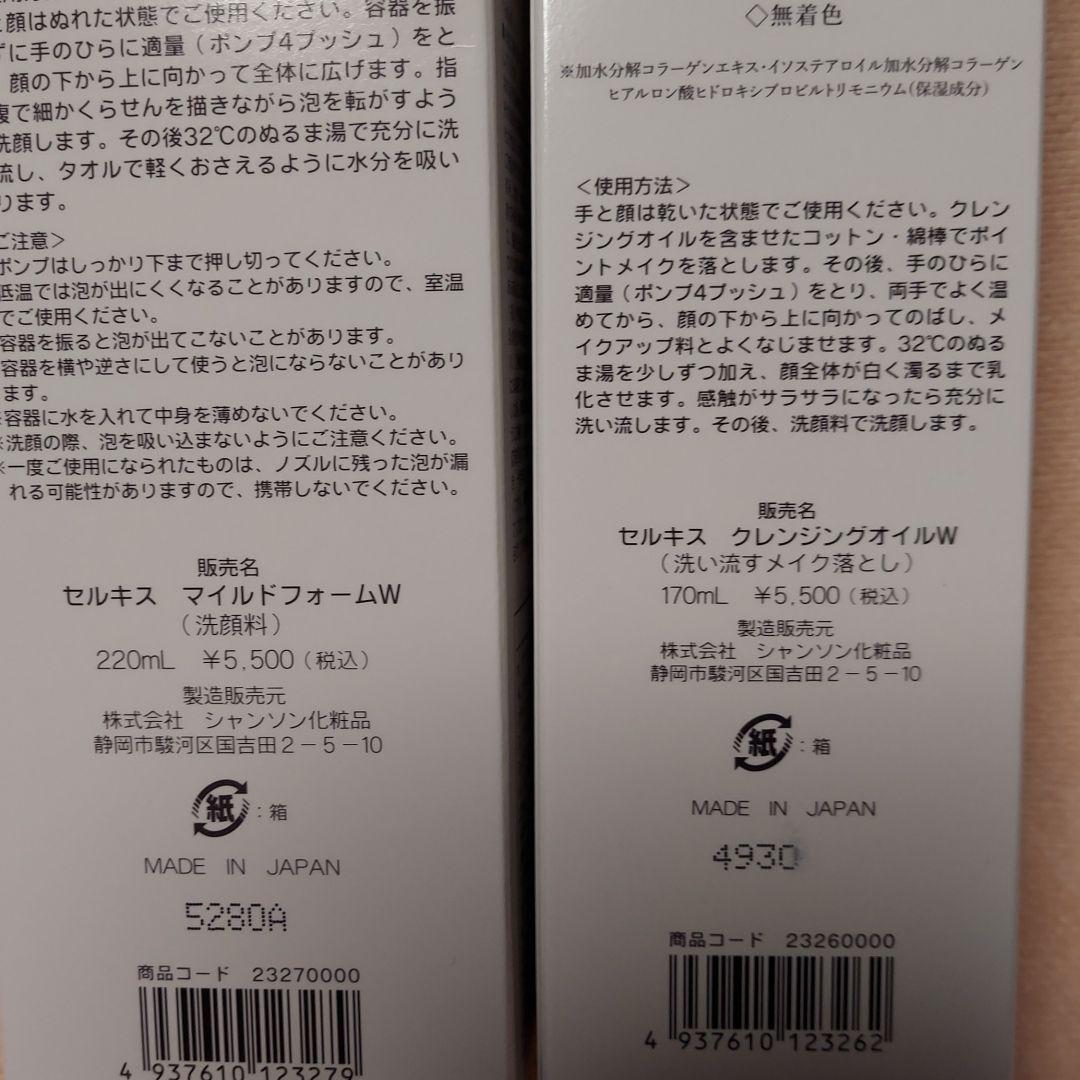 顔はぬれた状態でご使用ください。容器を振
ずに手のひらに適量（ポンプ4プッシュ）をと
、顔の下から上に向かって全体に広げます。指
腹で細かくらせんを描きながら泡を転がすよう
洗顔します。その後32℃のぬるま湯で充分に洗
流し、タオルで軽くおさえるように水分を吸い
ります。
ご注意＞
ポンプはしっかり下まで押し切ってください。
低温では泡が出にくくなることがありますので、室温
でご使用ください。
容器を振ると泡が出てこないことがあります。
容器を横や逆さにして使うと泡にならないことがあり
ます。
※容器に水を入れて中身を薄めないでください。
※洗顔の際、泡を吸い込まないようにご注意ください。
※一度ご使用になられたものは、ノズルに残った泡が漏
れる可能性がありますので、携帯しないでください。
販売名
セルキス　マイルドフォームW
（洗顔料）
220mL　￥5,500（税込）
製造販売元
株式会社　シャンソン化粧品
静岡市駿河区国吉田２－５－10
紙：箱
MADE IN JAPAN
5280A
商品コード　23270000
4 937610 123279
◇無着色
※加水分解コラーゲンエキス・イソステアロイル加水分解コラーゲン
ヒアルロン酸ヒドロキシプロピルトリモニウム（保湿成分）
＜使用方法＞
手と顔は乾いた状態でご使用ください。クレン
ジングオイルを含ませたコットン・綿棒でポイ
ントメイクを落とします。その後、手のひらに
適量（ポンプ4プッシュ）をとり、両手でよく温
めてから、顔の下から上に向かってのばし、メ
イクアップ料とよくなじませます。32℃のぬる
ま湯を少しずつ加え、顔全体が白く濁るまで乳
化させます。感触がサラサラになったら充分に
洗い流します。その後、洗顔料で洗顔します。
販売名
セルキス　クレンジングオイルW
（洗い流すメイク落とし）
170mL　￥5,500（税込）
製造販売元
株式会社　シャンソン化粧品
静岡市駿河区国吉田２－５－10
紙：箱
MADE IN JAPAN
4930
商品コード　23260000
4 937610 123262